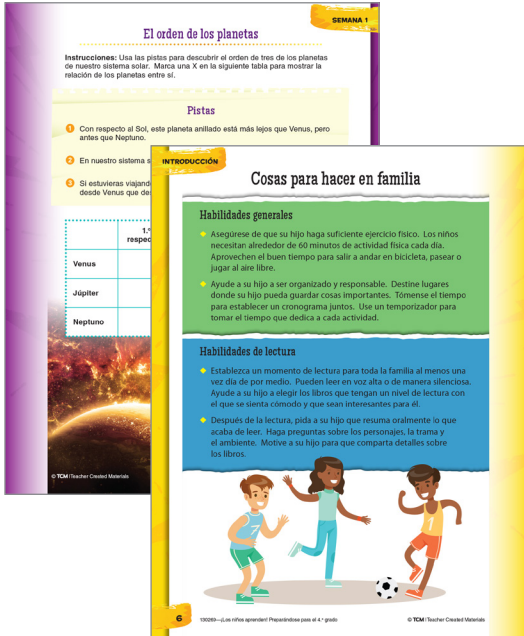 SEMANA 1
El orden de los planetas
Instrucciones: Usa las pistas para descubrir el orden de tres de los planetas
de nuestro sistema solar. Marca una X en la siguiente tabla para mostrar la
relación de los planetas entre sí.
Pistas
1 Con respecto al Sol, este planeta anillado está más lejos que Venus, pero
antes que Neptuno.
2 En nuestro sistema s
3 Si estuvieras viajand
desde Venus que de
1.º
respec
Venus
Júpiter
Neptuno
© TCM | Teacher Created Materials
INTRODUCCIÓN
Cosas para hacer en familia
Habilidades generales
Asegúrese de que su hijo haga suficiente ejercicio físico. Los niños
necesitan alrededor de 60 minutos de actividad física cada día.
Aprovechen el buen tiempo para salir a andar en bicicleta, pasear o
jugar al aire libre.
Ayude a su hijo a ser organizado y responsable. Destine lugares
donde su hijo pueda guardar cosas importantes. Tómense el tiempo
para establecer un cronograma juntos. Use un temporizador para
tomar el tiempo que dedica a cada actividad.
Habilidades de lectura
Establezca un momento de lectura para toda la familia al menos una
vez día de por medio. Pueden leer en voz alta o de manera silenciosa.
Ayude a su hijo a elegir los libros que tengan un nivel de lectura con
el que se sienta cómodo y que sean interesantes para él.
Después de la lectura, pida a su hijo que resuma oralmente lo que
acaba de leer. Haga preguntas sobre los personajes, la trama y
el ambiente. Motive a su hijo para que comparta detalles sobre
los libros.
7
1
6
130269—¡Los niños aprenden! Preparándose para el 4.º grado
© TCM | Teacher Created Materials